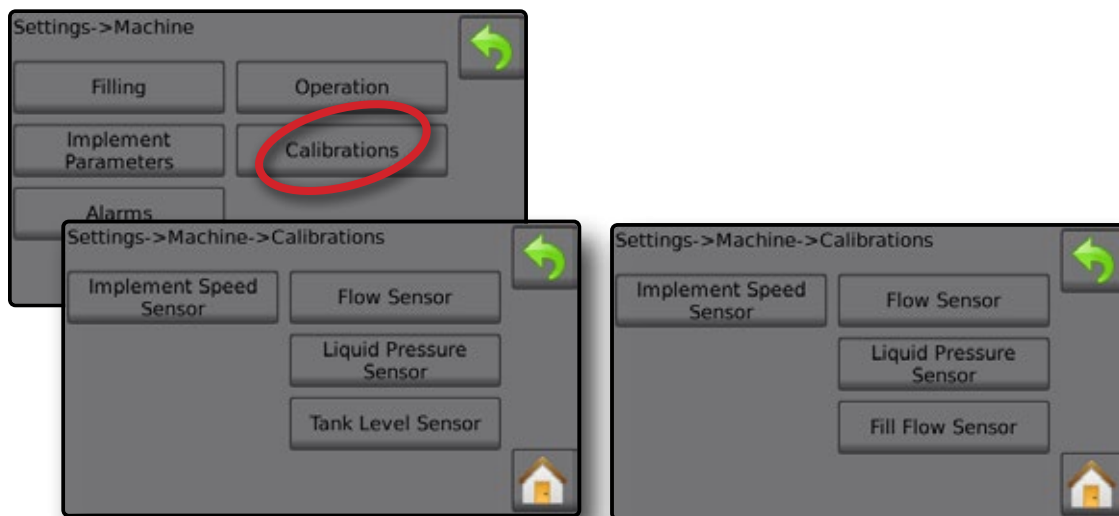 Settings->Machine
Filling
Operation
Implement
Parameters
Calibrations
Alarms
Settings->Machine->Calibrations
Implement Speed
Sensor
Flow Sensor
Liquid Pressure
Sensor
Tank Level Sensor
Settings->Machine->Calibrations
Implement Speed
Sensor
Flow Sensor
Liquid Pressure
Sensor
Fill Flow Sensor